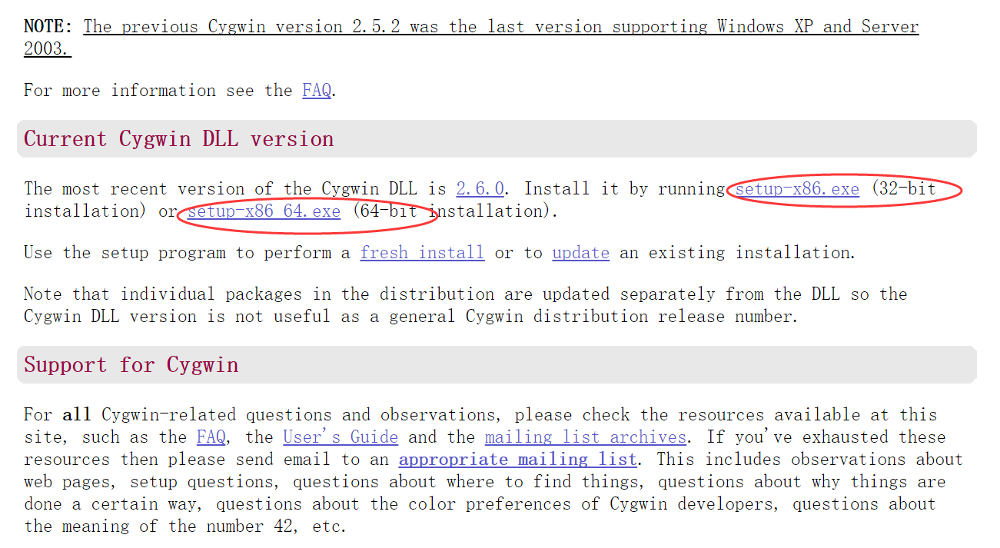 NOTE: The previous Cygwin version 2.5.2 was the last version supporting Windows XP and Server
2003.
For more information see the FAQ.
Current Cygwin DLL version
The most recent version of the Cygwin DLL is 2.6.0. Install it by running setup-x86.exe (32-bit
installation) or setup-x86_64.exe (64-bit installation).
Use the setup program to perform a fresh install or to update an existing installation.
Note that individual packages in the distribution are updated separately from the DLL so the
Cygwin DLL version is not useful as a general Cygwin distribution release number.
Support for Cygwin
For all Cygwin-related questions and observations, please check the resources available at this
site, such as the FAQ, the User's Guide and the mailing list archives. If you've exhausted these
resources then please send email to an appropriate mailing list. This includes observations about
web pages, setup questions, questions about where to find things, questions about why things are
done a certain way, questions about the color preferences of Cygwin developers, questions about
the meaning of the number 42, etc.